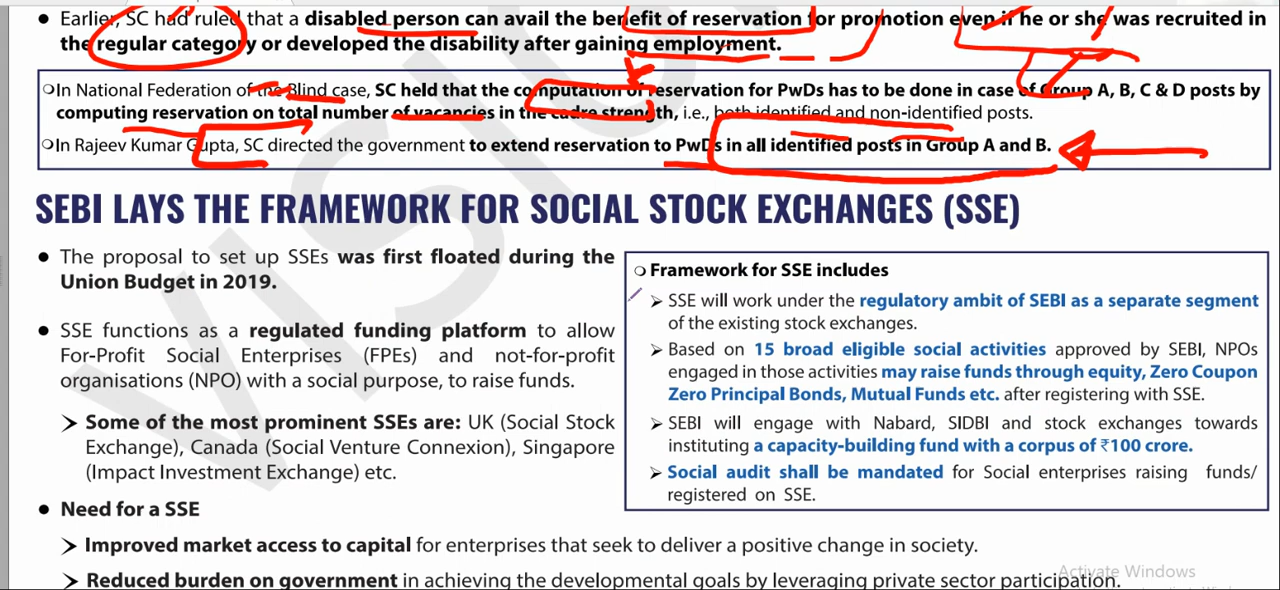 ● Earlier, SC had ruled that a disabled person can avail the benefit of reservation for promotion even if he or she was recruited in
the regular category or developed the disability after gaining employment.
○In National Federation of the Blind case, SC held that the computation of reservation for PwDs has to be done in case of Group A, B, C & D posts by
computing reservation on total number of vacancies in the cadre strength, i.e., both identified and non-identified posts.
○In Rajeev Kumar Gupta, SC directed the government to extend reservation to PwDs in all identified posts in Group A and B.
SEBI LAYS THE FRAMEWORK FOR SOCIAL STOCK EXCHANGES (SSE)
● The proposal to set up SSEs was first floated during the
Union Budget in 2019.
● SSE functions as a regulated funding platform to allow
For-Profit Social Enterprises (FPEs) and not-for-profit
organisations (NPO) with a social purpose, to raise funds.
➤ Some of the most prominent SSEs are: UK (Social Stock
Exchange), Canada (Social Venture Connexion), Singapore
(Impact Investment Exchange) etc.
● Need for a SSE
➤ Improved market access to capital for enterprises that seek to deliver a positive change in society.
➤ Reduced burden on government in achieving the developmental goals by leveraging private sector participation.
○ Framework for SSE includes
➤ SSE will work under the regulatory ambit of SEBI as a separate segment
of the existing stock exchanges.
➤ Based on 15 broad eligible social activities approved by SEBI, NPOs
engaged in those activities may raise funds through equity, Zero Coupon
Zero Principal Bonds, Mutual Funds etc. after registering with SSE.
➤ SEBI will engage with Nabard, SIDBI and stock exchanges towards
instituting a capacity-building fund with a corpus of ₹100 crore.
➤ Social audit shall be mandated for Social enterprises raising funds/
registered on SSE.
VISIO
Activate Windows